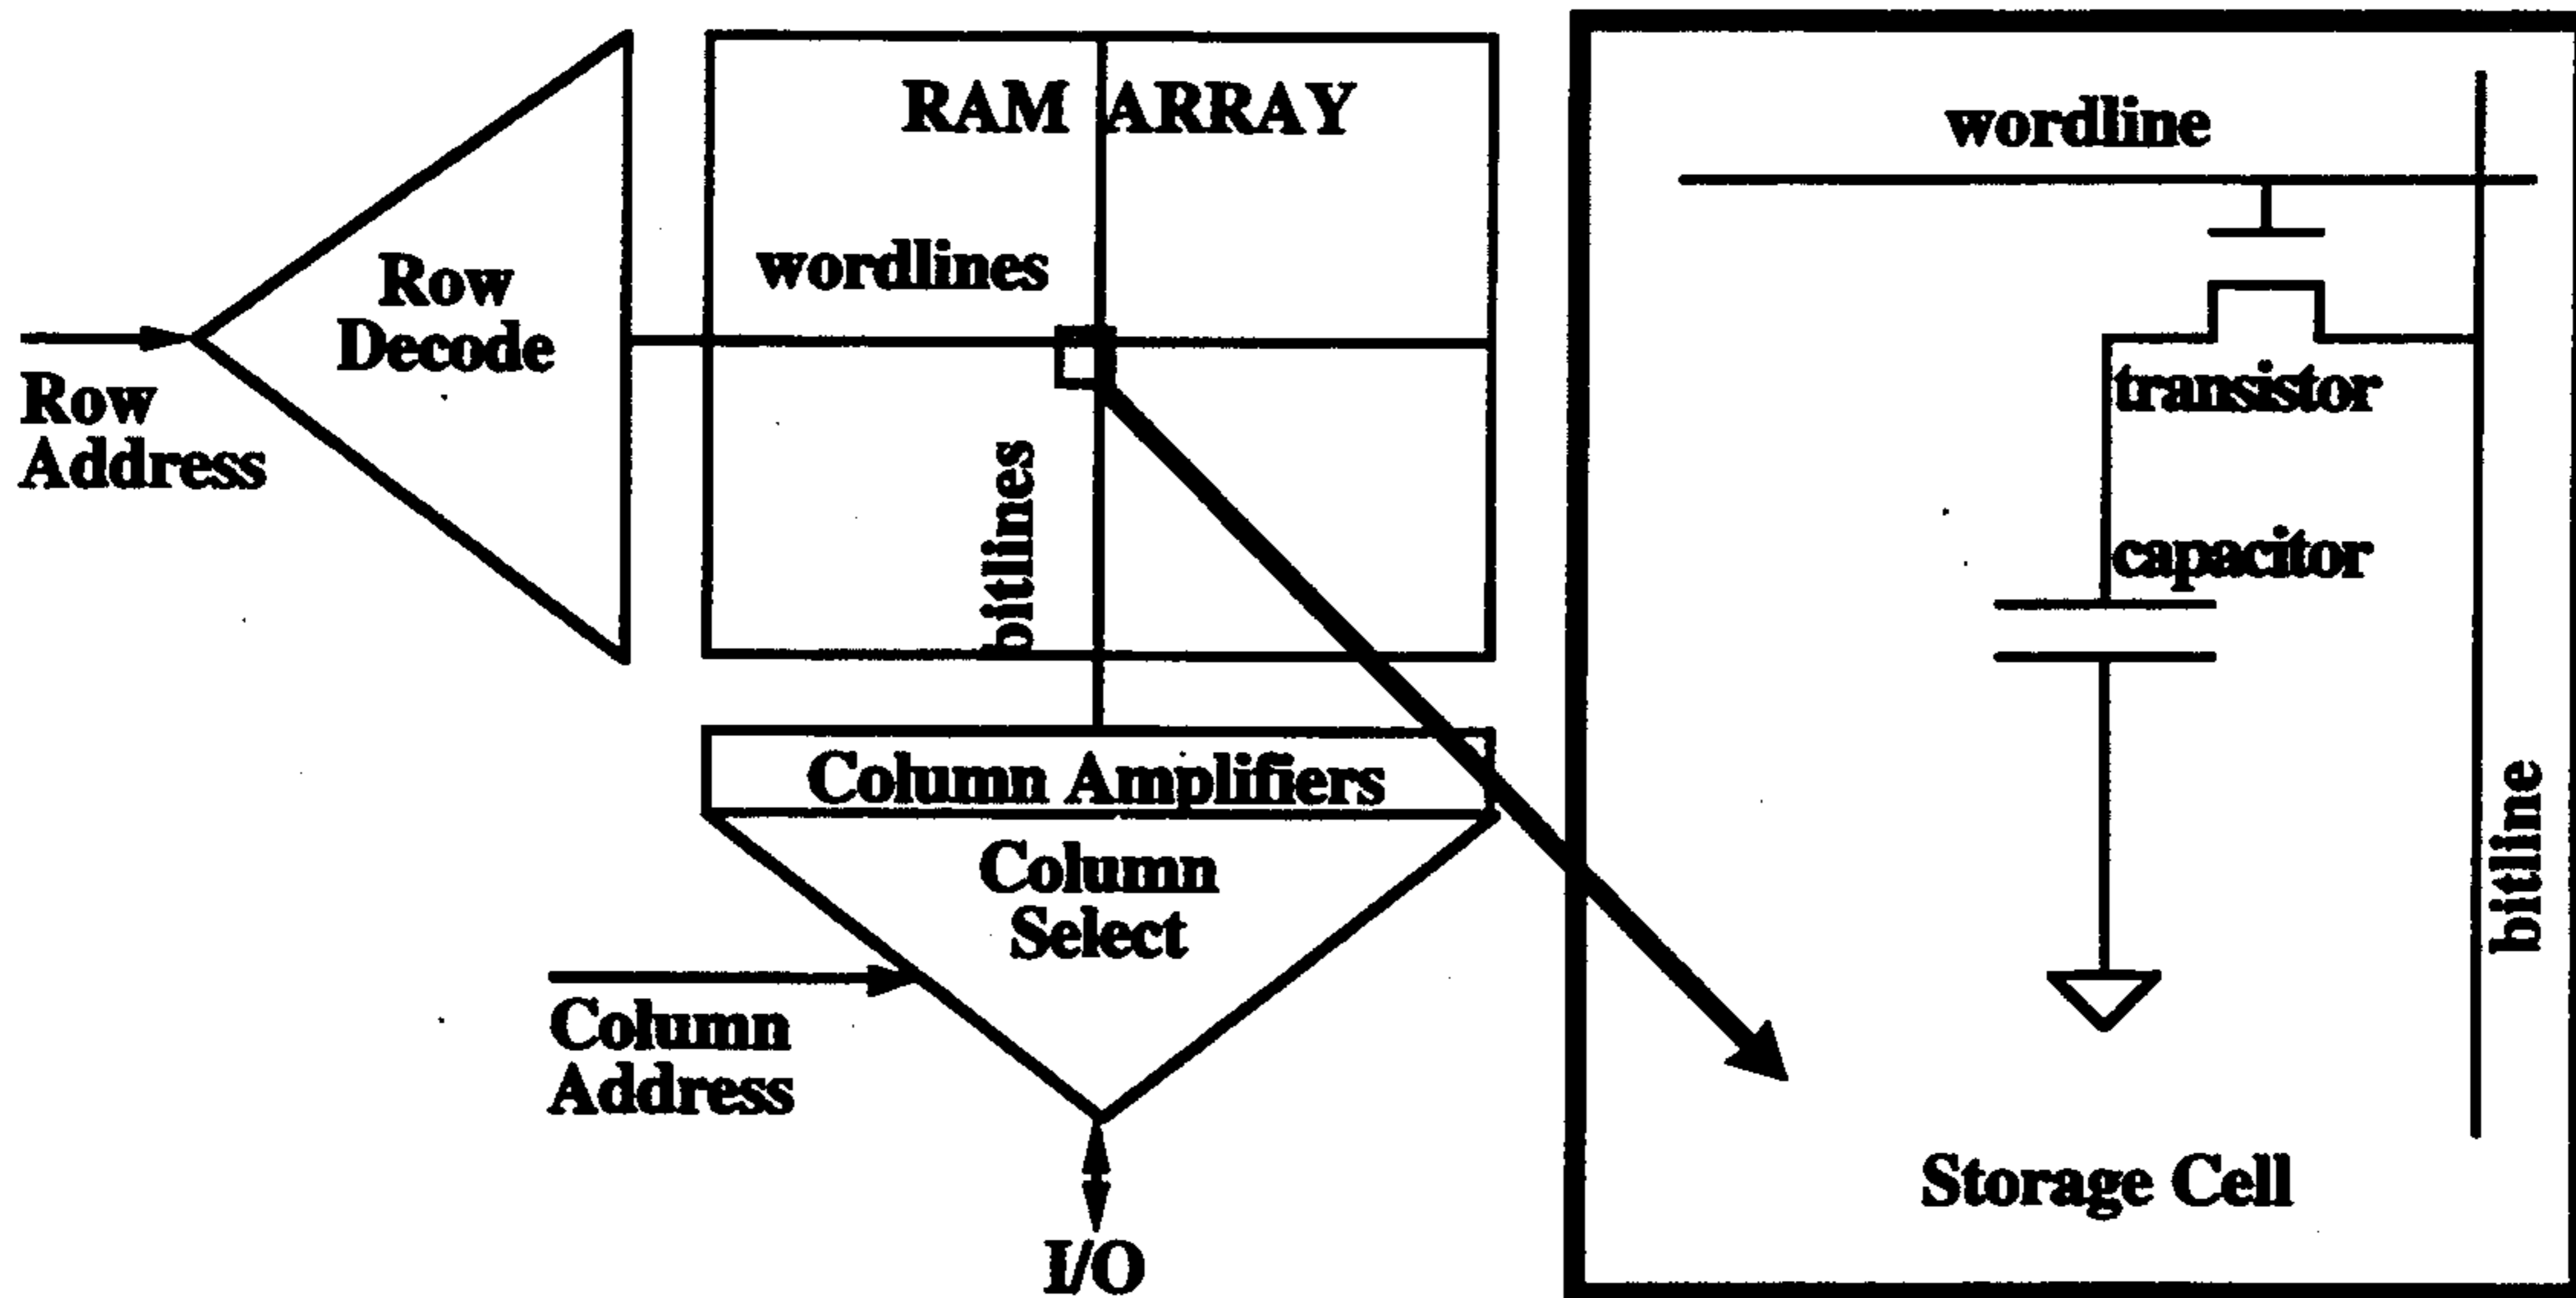 RAM ARRAY
wordlines
Row
Decode
Row
Address
bitlines
Column Amplifiers
Column
Select
Column
Address
I/O
wordline
transistor
capacitor
bitline
Storage Cell